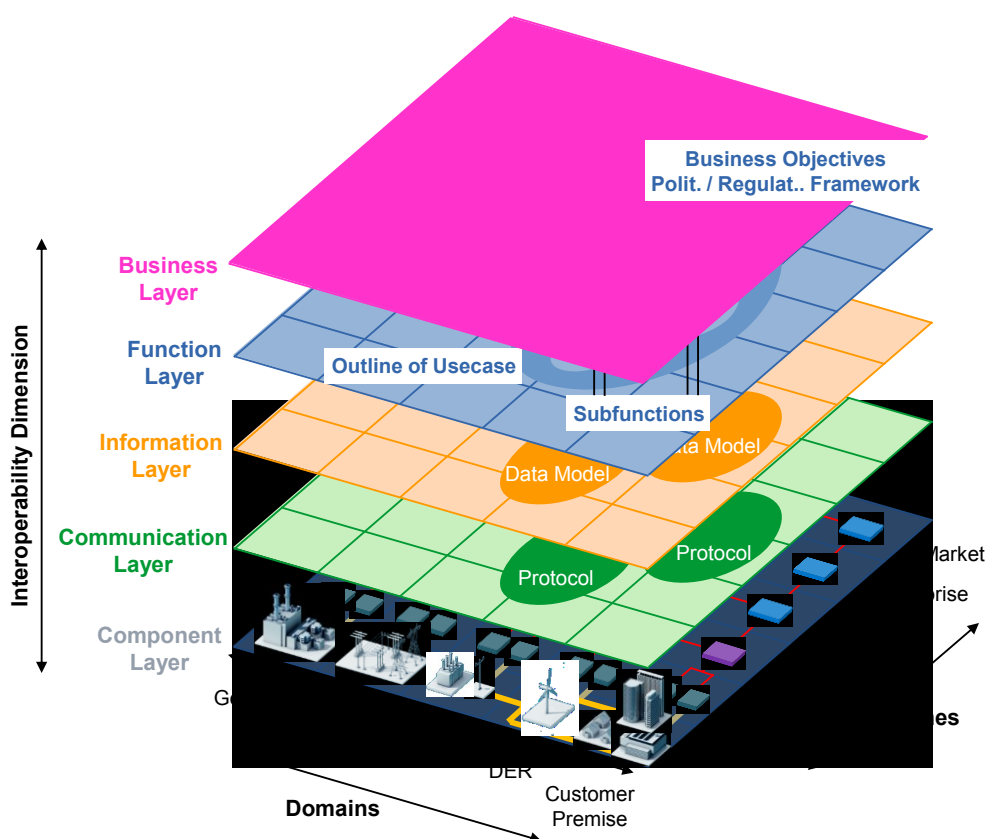 Business Objectives
Polit. / Regulat.. Framework
Business
Layer
Function
Layer
Outline of Usecase
Subfunctions
Interoperability Dimension
Information
Layer
Data Model
Data Model
Communication
Layer
Protocol
Protocol
Market
Component
Layer
DER
Customer
Premise
Domains